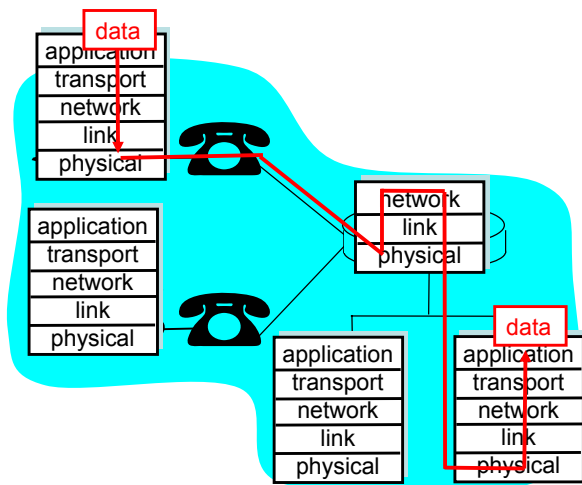 data
application
transport
network
link
physical
application
transport
network
link
physical
network
link
physical
application
transport
network
link
physical
data
application
transport
network
link
physical